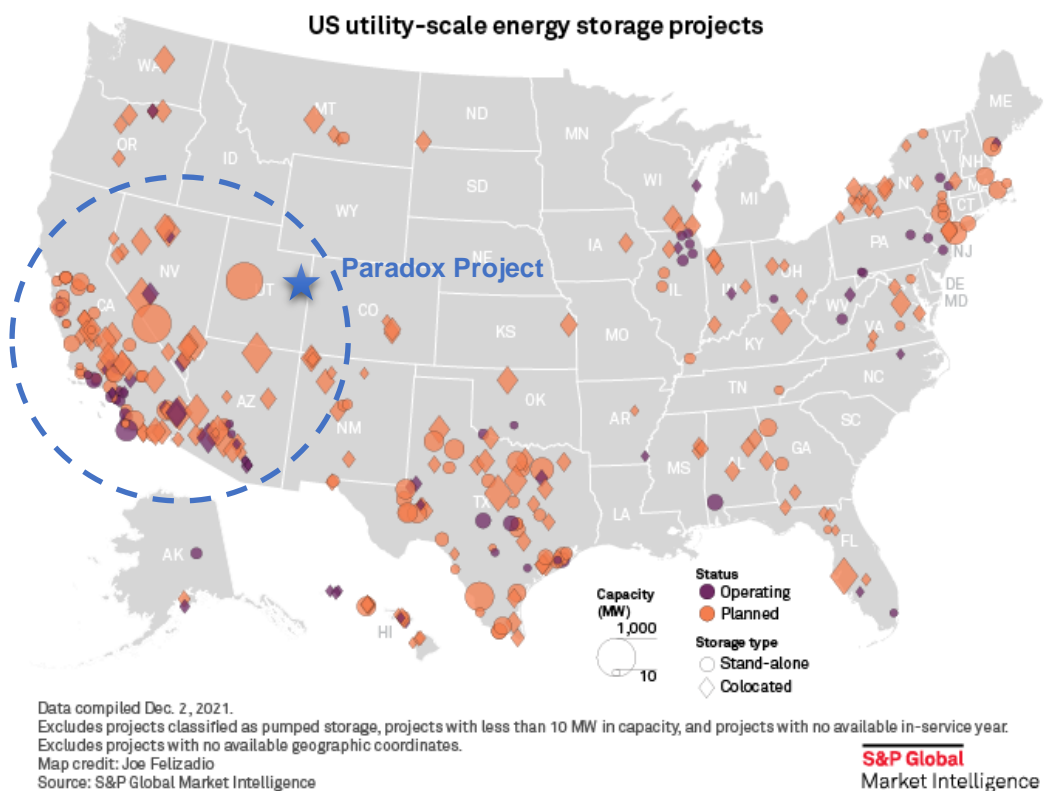 US utility-scale energy storage projects
WA
MT
ND
MN
ME
OR
ID
SD
WI
MI
VT
NH
NY
MA
CT
WY
IA
NE
PA
NJ
NV
UT
Paradox Project
CO
IL
IN
OH
DE
MD
CA
KS
MO
WV
VA
KY
AZ
NM
OK
AR
TN
NC
SC
TX
LA
MS
AL
GA
FL
AK
HI
Capacity
(MW)
1,000
10
Status
Operating
Planned
Storage type
Stand-alone
Colocated
Data compiled Dec. 2, 2021.
Excludes projects classified as pumped storage, projects with less than 10 MW in capacity, and projects with no available in-service year.
Excludes projects with no available geographic coordinates.
Map credit: Joe Felizadio
Source: S&P Global Market Intelligence
S&P Global
Market Intelligence